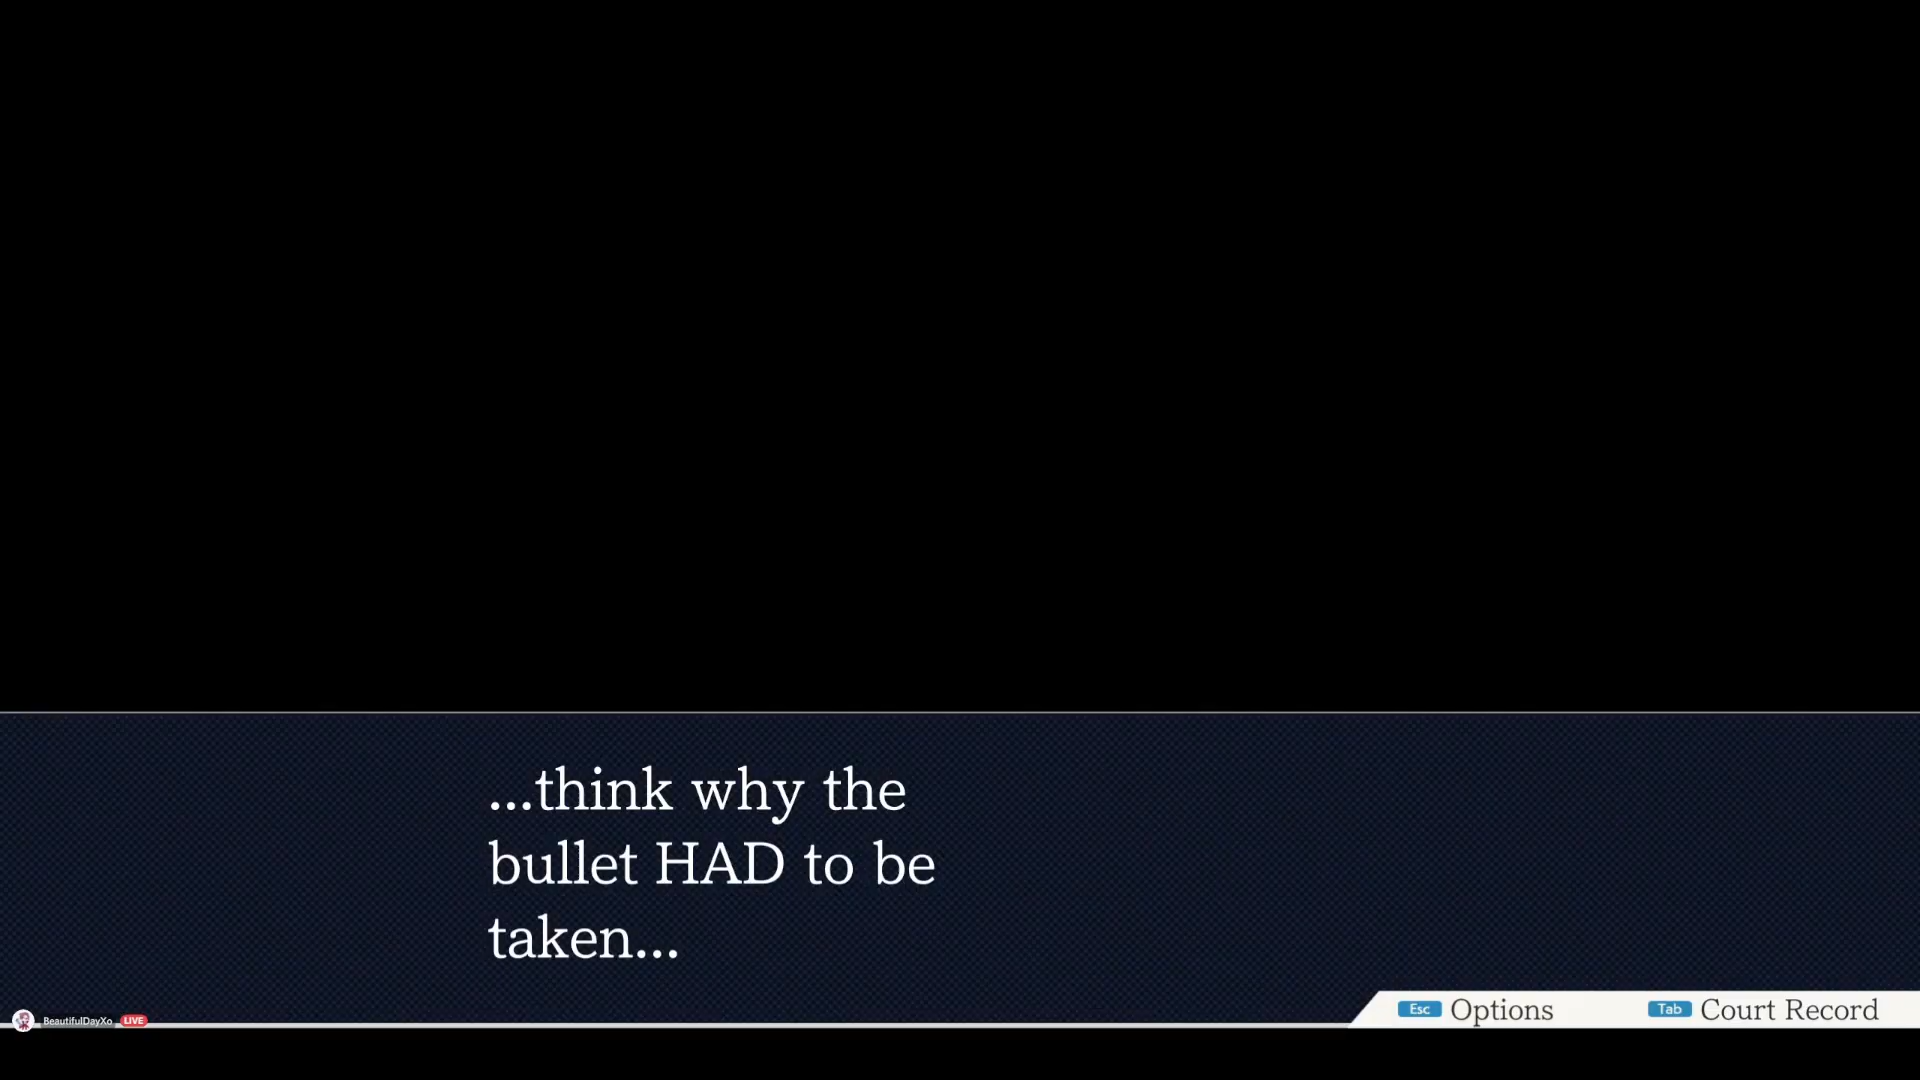 ...think why the
bullet HAD to be
taken...
Esc Options
Tab Court Record
BeautifulDayXo LIVE